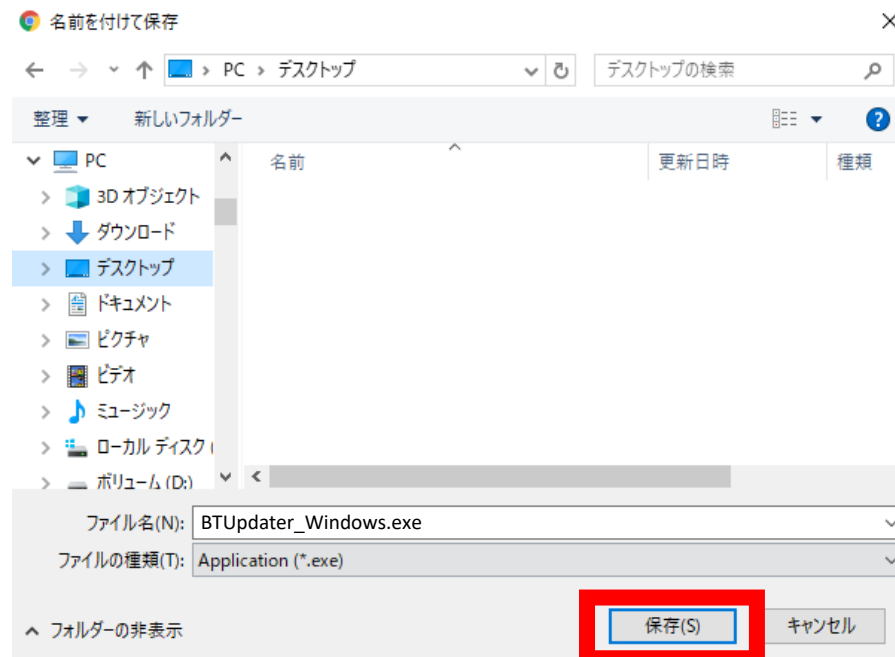 名前を付けて保存
PC > デスクトップ
デスクトップの検索
整理
新しいフォルダー
?
PC
名前
更新日時
種類
3D オブジェクト
ダウンロード
デスクトップ
ドキュメント
ピクチャ
ビデオ
ミュージック
ローカル ディスク (
ボリューム (D:)
ファイル名(N): BTUpdater_Windows.exe
ファイルの種類(T): Application (*.exe)
フォルダーの非表示
保存(S)
キャンセル